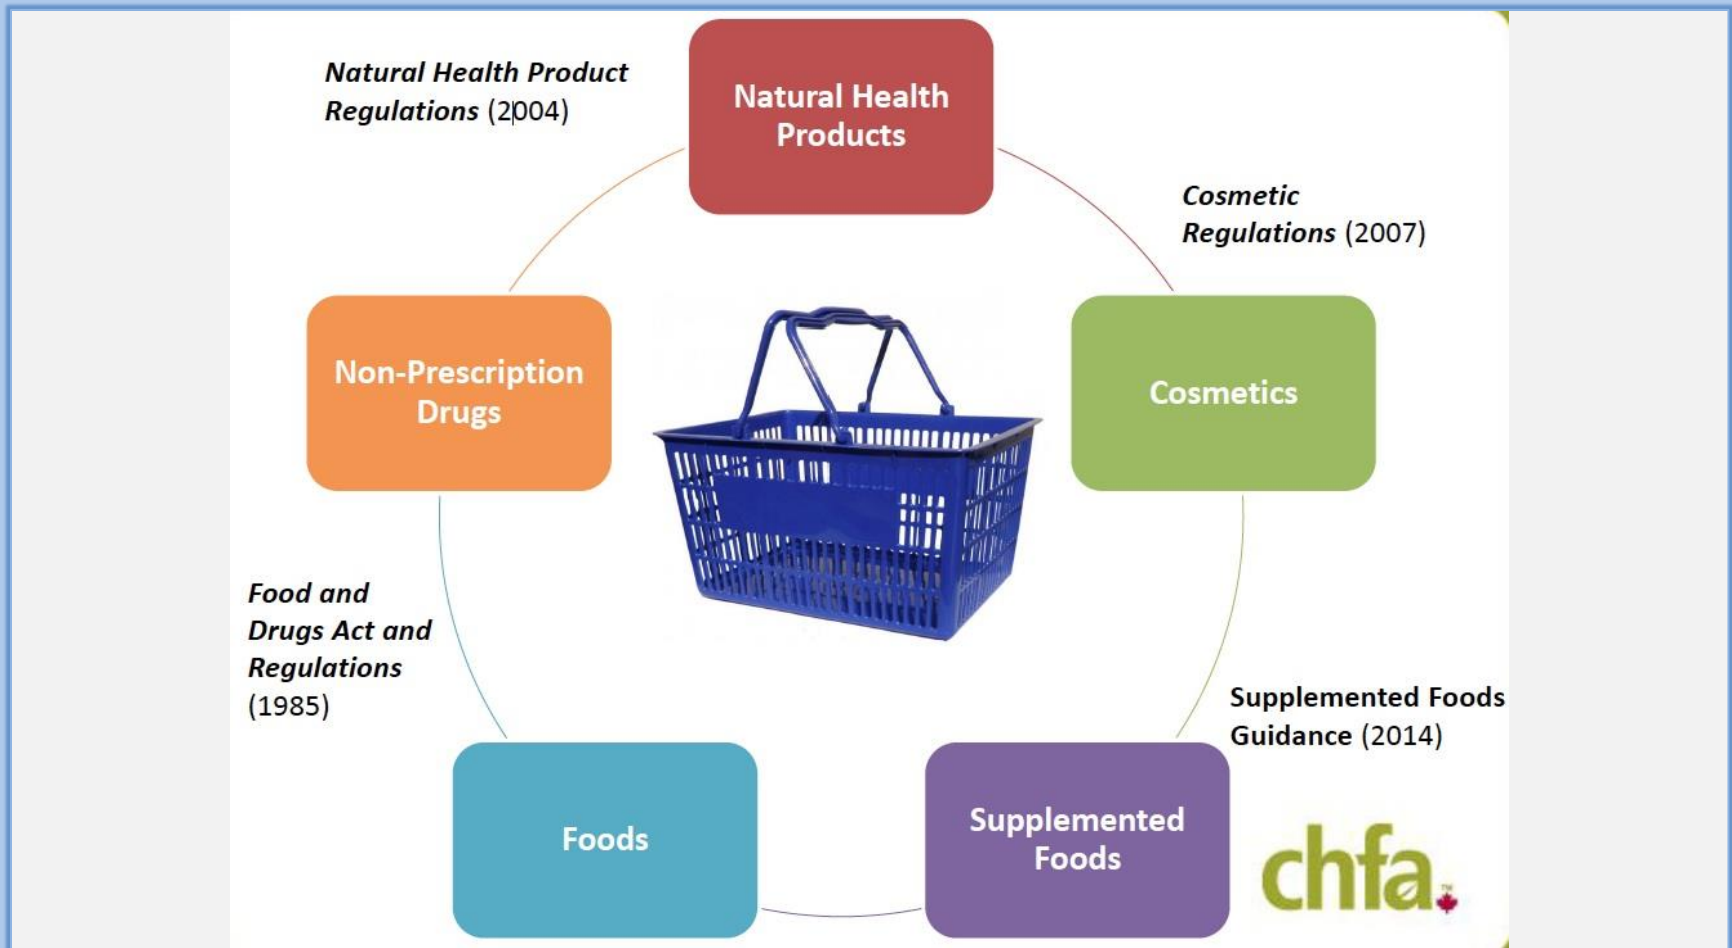 Natural Health Product
Regulations (2004)
Natural Health
Products
Cosmetic
Regulations (2007)
Non-Prescription
Drugs
Cosmetics
Food and
Drugs Act and
Regulations
(1985)
Supplemented Foods
Guidance (2014)
Foods
Supplemented
Foods
chfa.™